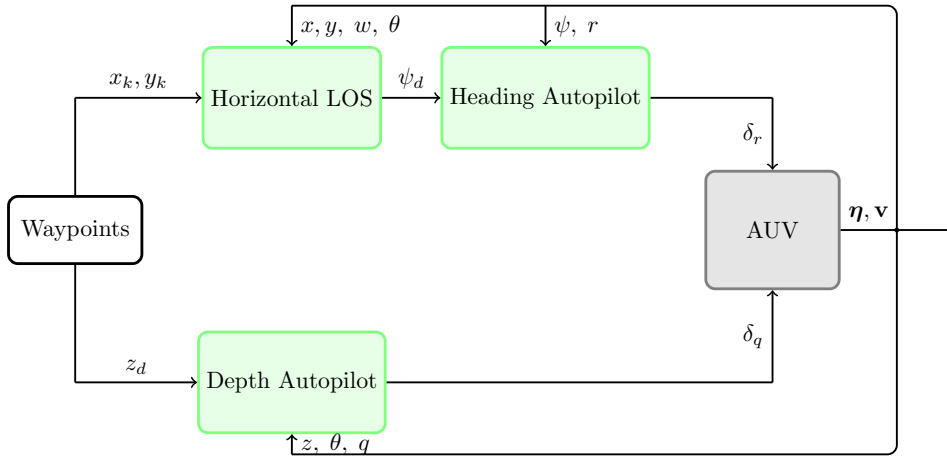 x, y, w, θ
ψ, r
x_k, y_k
Horizontal LOS
ψ_d
Heading Autopilot
δ_r
Waypoints
AUV
η, v
δ_q
z_d
Depth Autopilot
z, θ, q